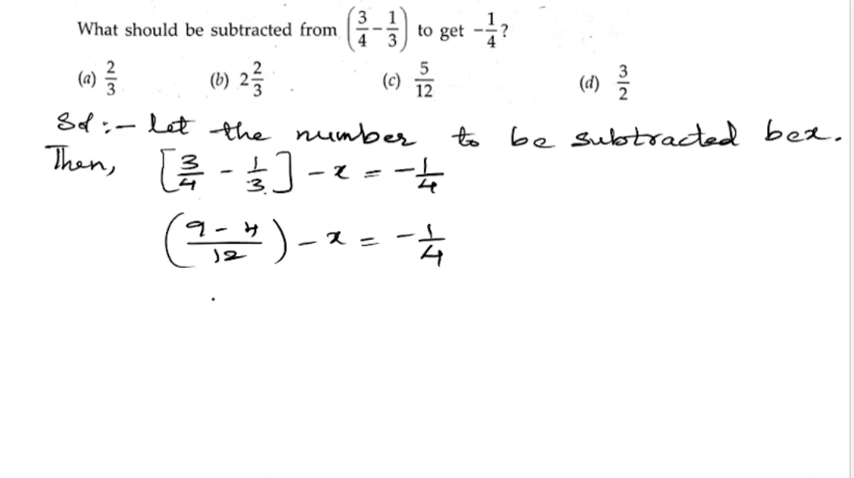 What should be subtracted from (3/4 − 1/3) to get −1/4?
(a) 2/3 (b) 2 2/3 (c) 5/12 (d) 3/2
Sol :− let the number to be subtracted be x.
Then, [3/4 − 1/3] − x = −1/4
((9 − 4)/12) − x = −1/4